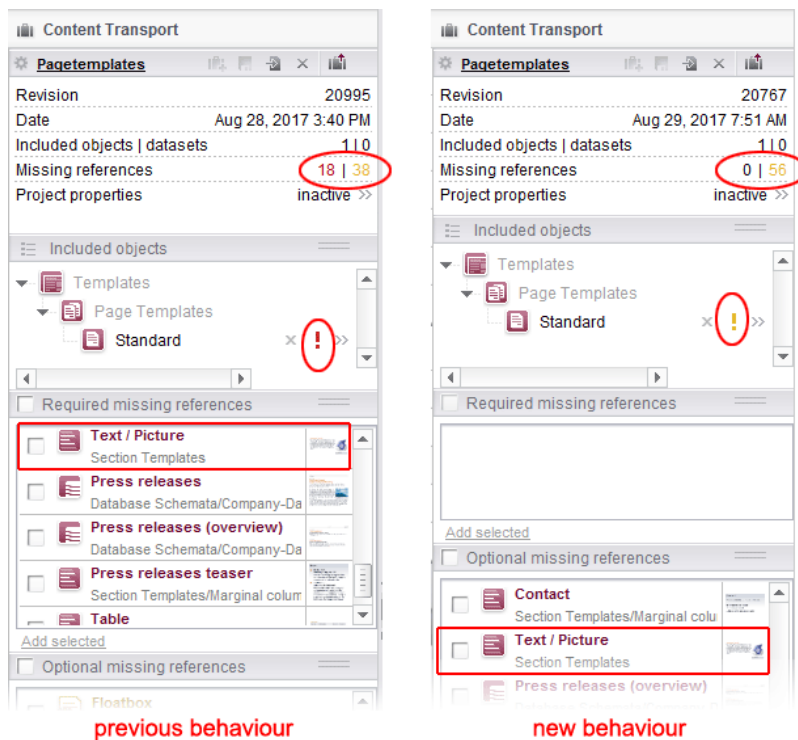 Content Transport
Pagetemplates
Revision 20995
Date Aug 28, 2017 3:40 PM
Included objects | datasets 1 | 0
Missing references 18 | 38
Project properties inactive >>
Included objects
Templates
Page Templates
Standard × ! >>
Required missing references
Text / Picture
Section Templates
Press releases
Database Schemata/Company-Da
Press releases (overview)
Database Schemata/Company-Da
Press releases teaser
Section Templates/Marginal colum
Table
Add selected
Optional missing references
Floatbox
previous behaviour
Content Transport
Pagetemplates
Revision 20767
Date Aug 29, 2017 7:51 AM
Included objects | datasets 1 | 0
Missing references 0 | 56
Project properties inactive >>
Included objects
Templates
Page Templates
Standard × ! >>
Required missing references
Add selected
Optional missing references
Contact
Section Templates/Marginal colu
Text / Picture
Section Templates
Press releases (overview)
new behaviour